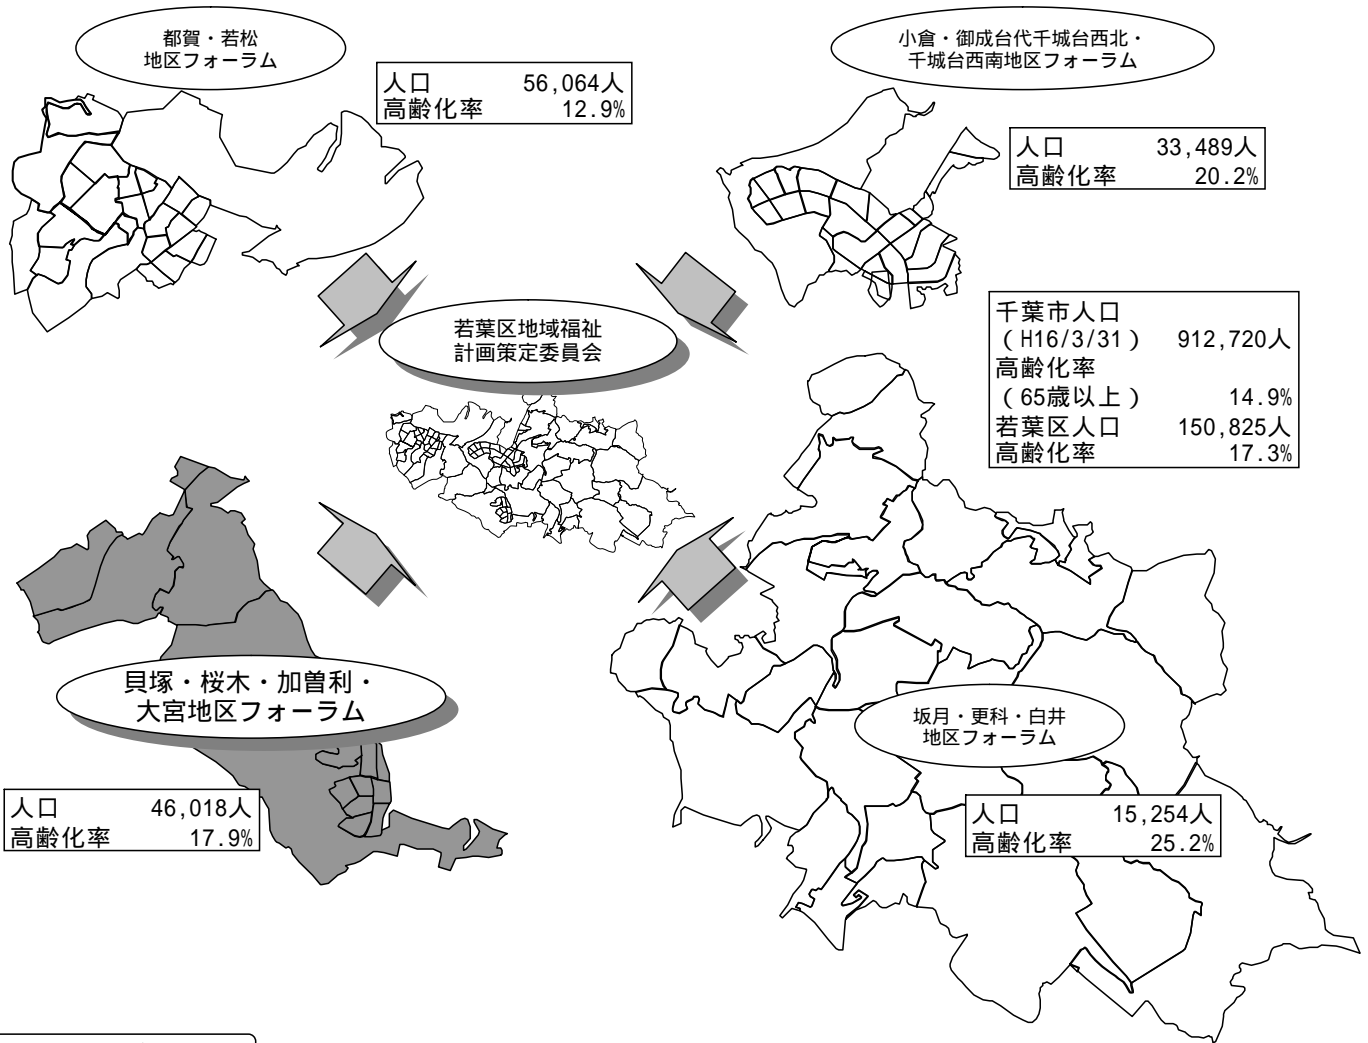 都賀・若松
地区フォーラム
人口 56,064人
高齢化率 12.9%
小倉・御成台代千城台西北・
千城台西南地区フォーラム
人口 33,489人
高齢化率 20.2%
若葉区地域福祉
計画策定委員会
千葉市人口
（H16/3/31） 912,720人
高齢化率
（65歳以上） 14.9%
若葉区人口 150,825人
高齢化率 17.3%
貝塚・桜木・加曽利・
大宮地区フォーラム
人口 46,018人
高齢化率 17.9%
坂月・更科・白井
地区フォーラム
人口 15,254人
高齢化率 25.2%